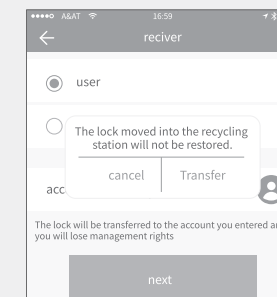 A&AT 16:59
reciver
user
The lock moved into the recycling
station will not be restored.
cancel Transfer
acc
The lock will be transferred to the account you entered a
you will lose management rights
next